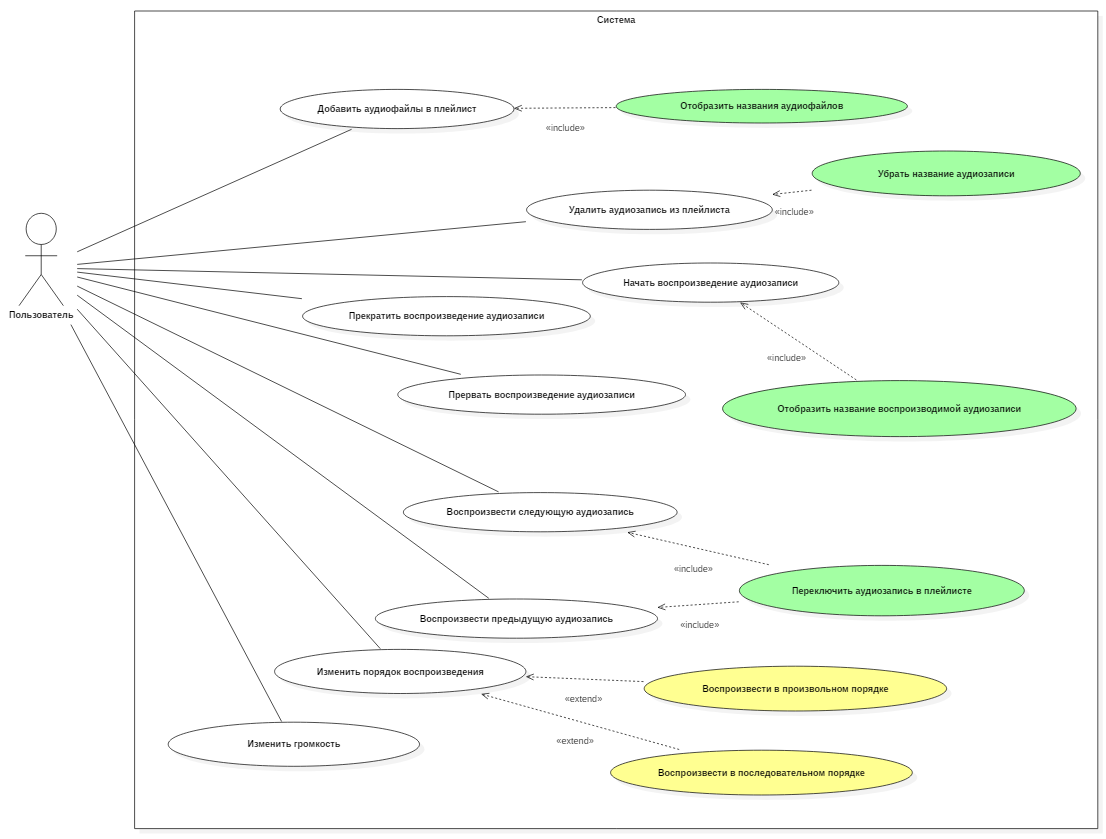 Система
Добавить аудиофайлы в плейлист
Отобразить названия аудиофайлов
«include»
Убрать название аудиозаписи
Удалить аудиозапись из плейлиста
«include»
Начать воспроизведение аудиозаписи
Пользователь
Прекратить воспроизведение аудиозаписи
«include»
Прервать воспроизведение аудиозаписи
Отобразить название воспроизводимой аудиозаписи
Воспроизвести следующую аудиозапись
«include»
Переключить аудиозапись в плейлисте
Воспроизвести предыдущую аудиозапись
«include»
Изменить порядок воспроизведения
Воспроизвести в произвольном порядке
«extend»
Изменить громкость
«extend»
Воспроизвести в последовательном порядке